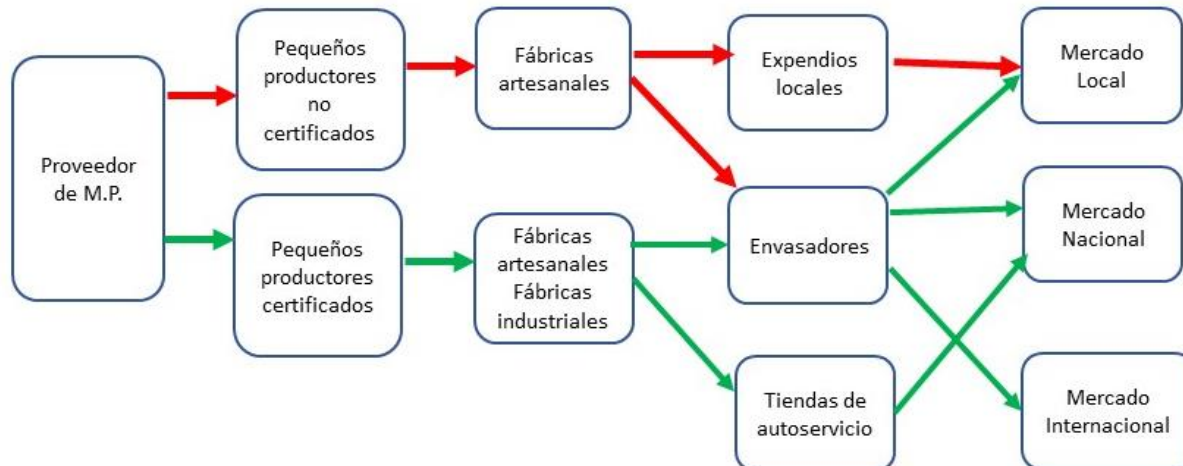 Proveedor
de M.P.
Pequeños
productores
no
certificados
Pequeños
productores
certificados
Fábricas
artesanales
Fábricas
artesanales
Fábricas
industriales
Expendios
locales
Envasadores
Tiendas de
autoservicio
Mercado
Local
Mercado
Nacional
Mercado
Internacional